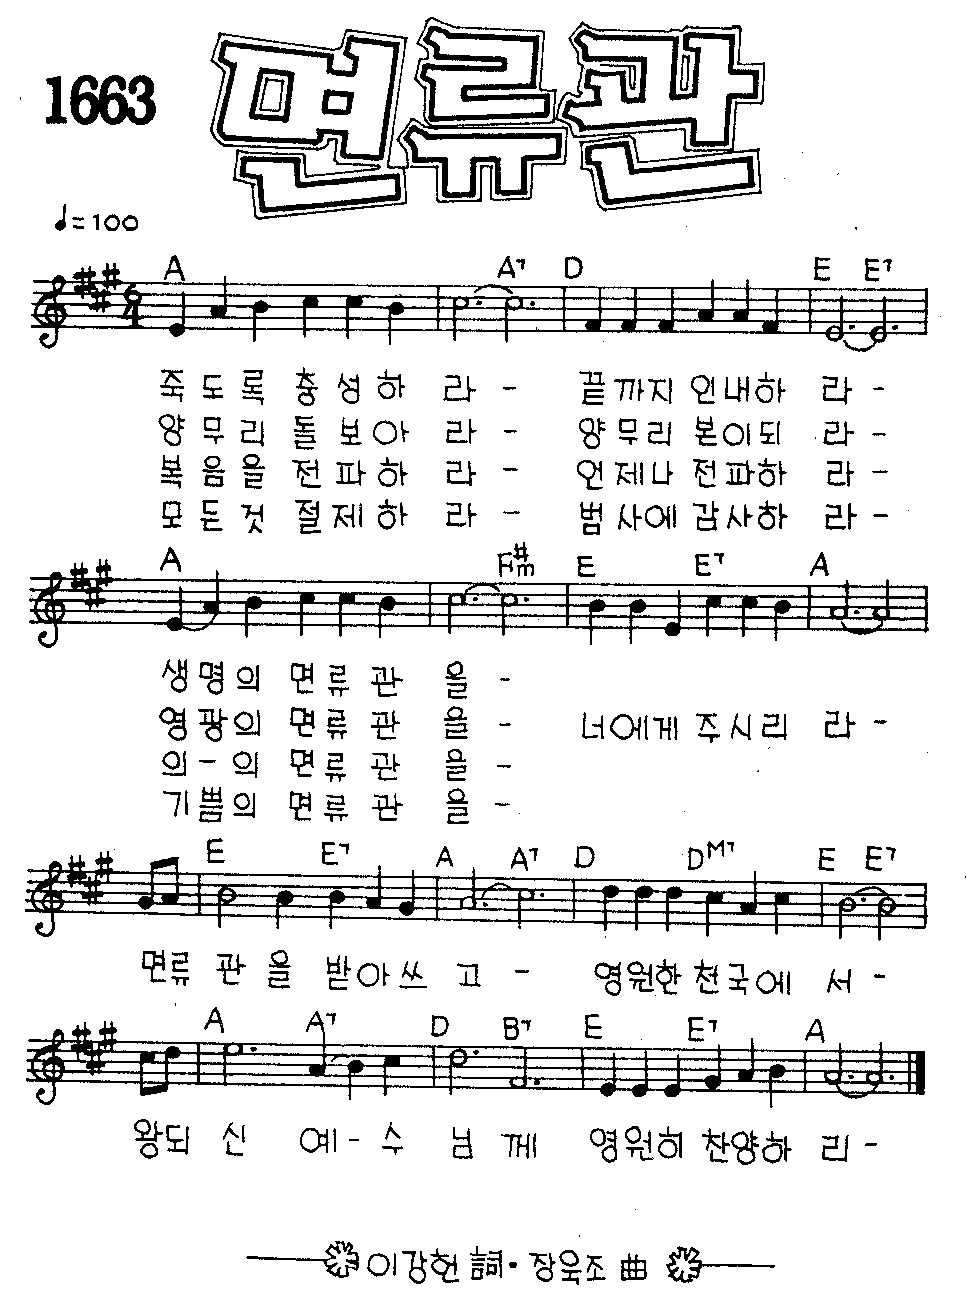 1663
면류관
♩=100
A A7 D E E7
6
4
죽도록 충성하 라 - 끝까지 인내하 라 -
양무리 돌보아 라 - 양무리 본이되 라 -
복음을 전파하 라 - 언제나 전파하 라 -
모든것 절제하 라 - 범사에 감사하 라 -
A F#m E E7 A
생명의 면류관 을 -
영광의 면류관 을 - 너에게 주시리 라 -
의-의 면류관 을 -
기쁨의 면류관 을 -
E E7 A A7 D DM7 E E7
면류 관 을 받아쓰 고 - 영원한 천국에 서 -
A A7 D B7 E E7 A
왕되 신 예-수 님 께 영원히 찬양하 리 -
이강헌 詞 · 장욱조 曲